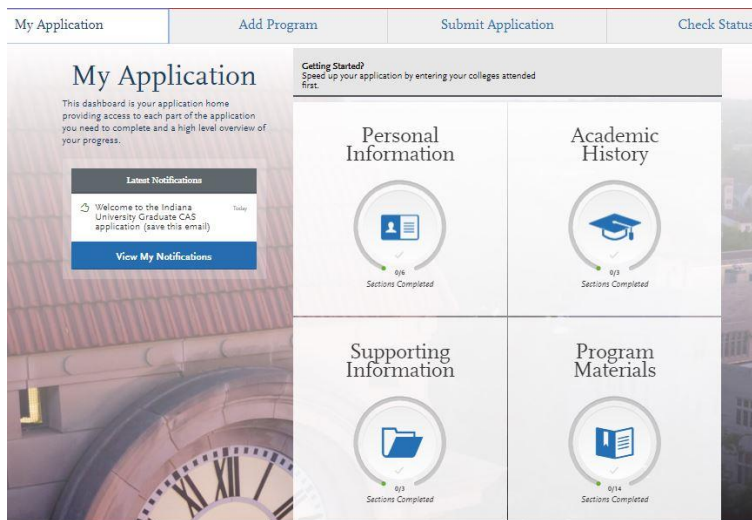 My Application
Add Program
Submit Application
Check Status
My Application
This dashboard is your application home
providing access to each part of the application
you need to complete and a high level overview of
your progress.
Latest Notifications
Welcome to the Indiana
University Graduate CAS
application (save this email)
Today
View My Notifications
Getting Started?
Speed up your application by entering your colleges attended
first.
Personal
Information
0/6
Sections Completed
Academic
History
0/3
Sections Completed
Supporting
Information
0/3
Sections Completed
Program
Materials
0/14
Sections Completed